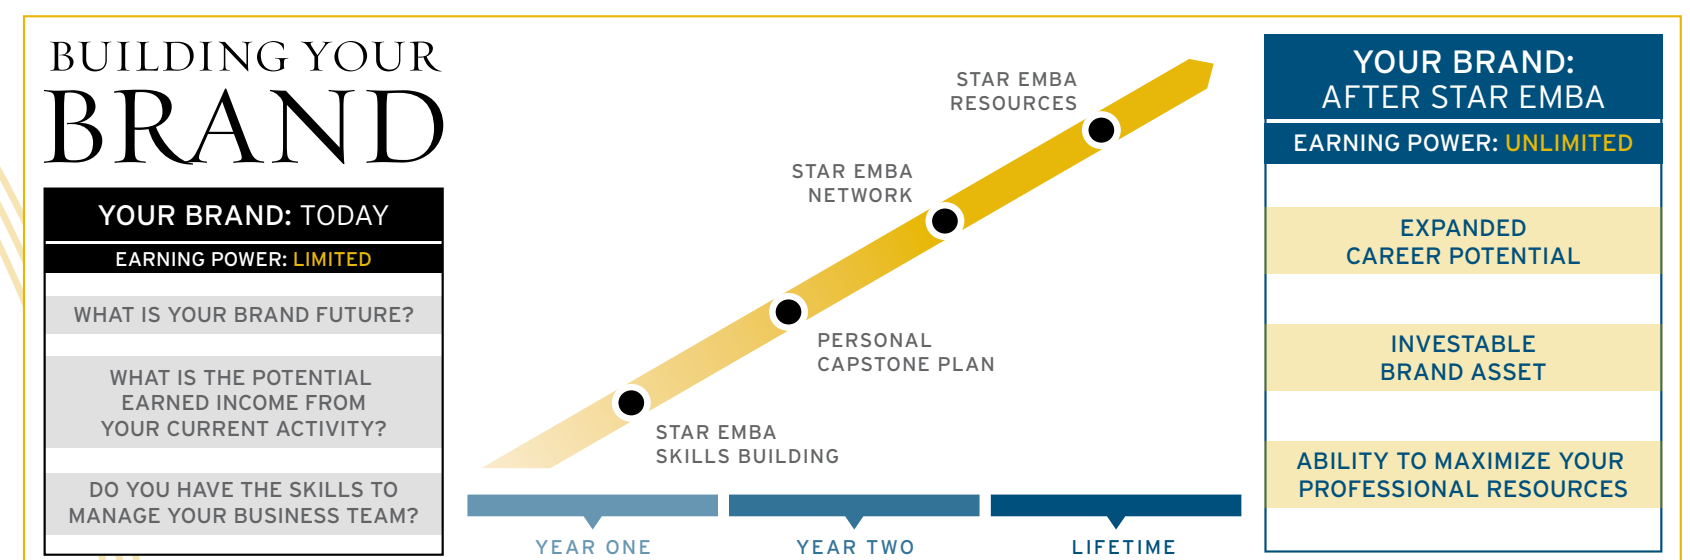 BUILDING YOUR
BRAND
YOUR BRAND: TODAY
EARNING POWER: LIMITED
WHAT IS YOUR BRAND FUTURE?
WHAT IS THE POTENTIAL
EARNED INCOME FROM
YOUR CURRENT ACTIVITY?
DO YOU HAVE THE SKILLS TO
MANAGE YOUR BUSINESS TEAM?
STAR EMBA
RESOURCES
STAR EMBA
NETWORK
PERSONAL
CAPSTONE PLAN
STAR EMBA
SKILLS BUILDING
YEAR ONE
YEAR TWO
LIFETIME
YOUR BRAND:
AFTER STAR EMBA
EARNING POWER: UNLIMITED
EXPANDED
CAREER POTENTIAL
INVESTABLE
BRAND ASSET
ABILITY TO MAXIMIZE YOUR
PROFESSIONAL RESOURCES